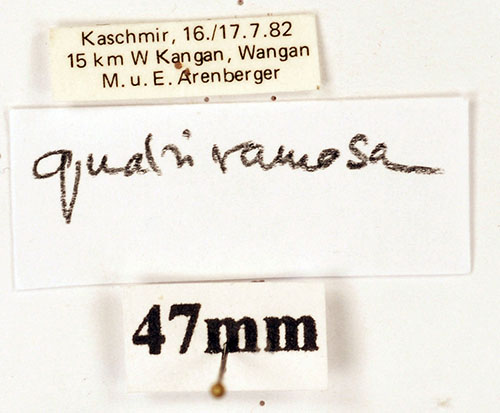 Kaschmir, 16./17.7.82
15 km W Kangan, Wangan
M. u. E. Arenberger
quadriramosa
47mm